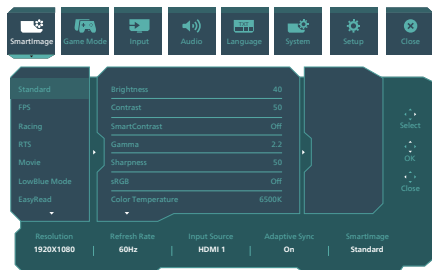 SmartImage
Game Mode
Input
Audio
TXT
Language
System
Setup
Close
Standard
FPS
Racing
RTS
Movie
LowBlue Mode
EasyRead
Brightness 40
Contrast 50
SmartContrast Off
Gamma 2.2
Sharpness 50
sRGB Off
Color Temperature 6500K
Select
OK
Close
Resolution Refresh Rate Input Source Adaptive Sync SmartImage
1920X1080 60Hz HDMI 1 On Standard